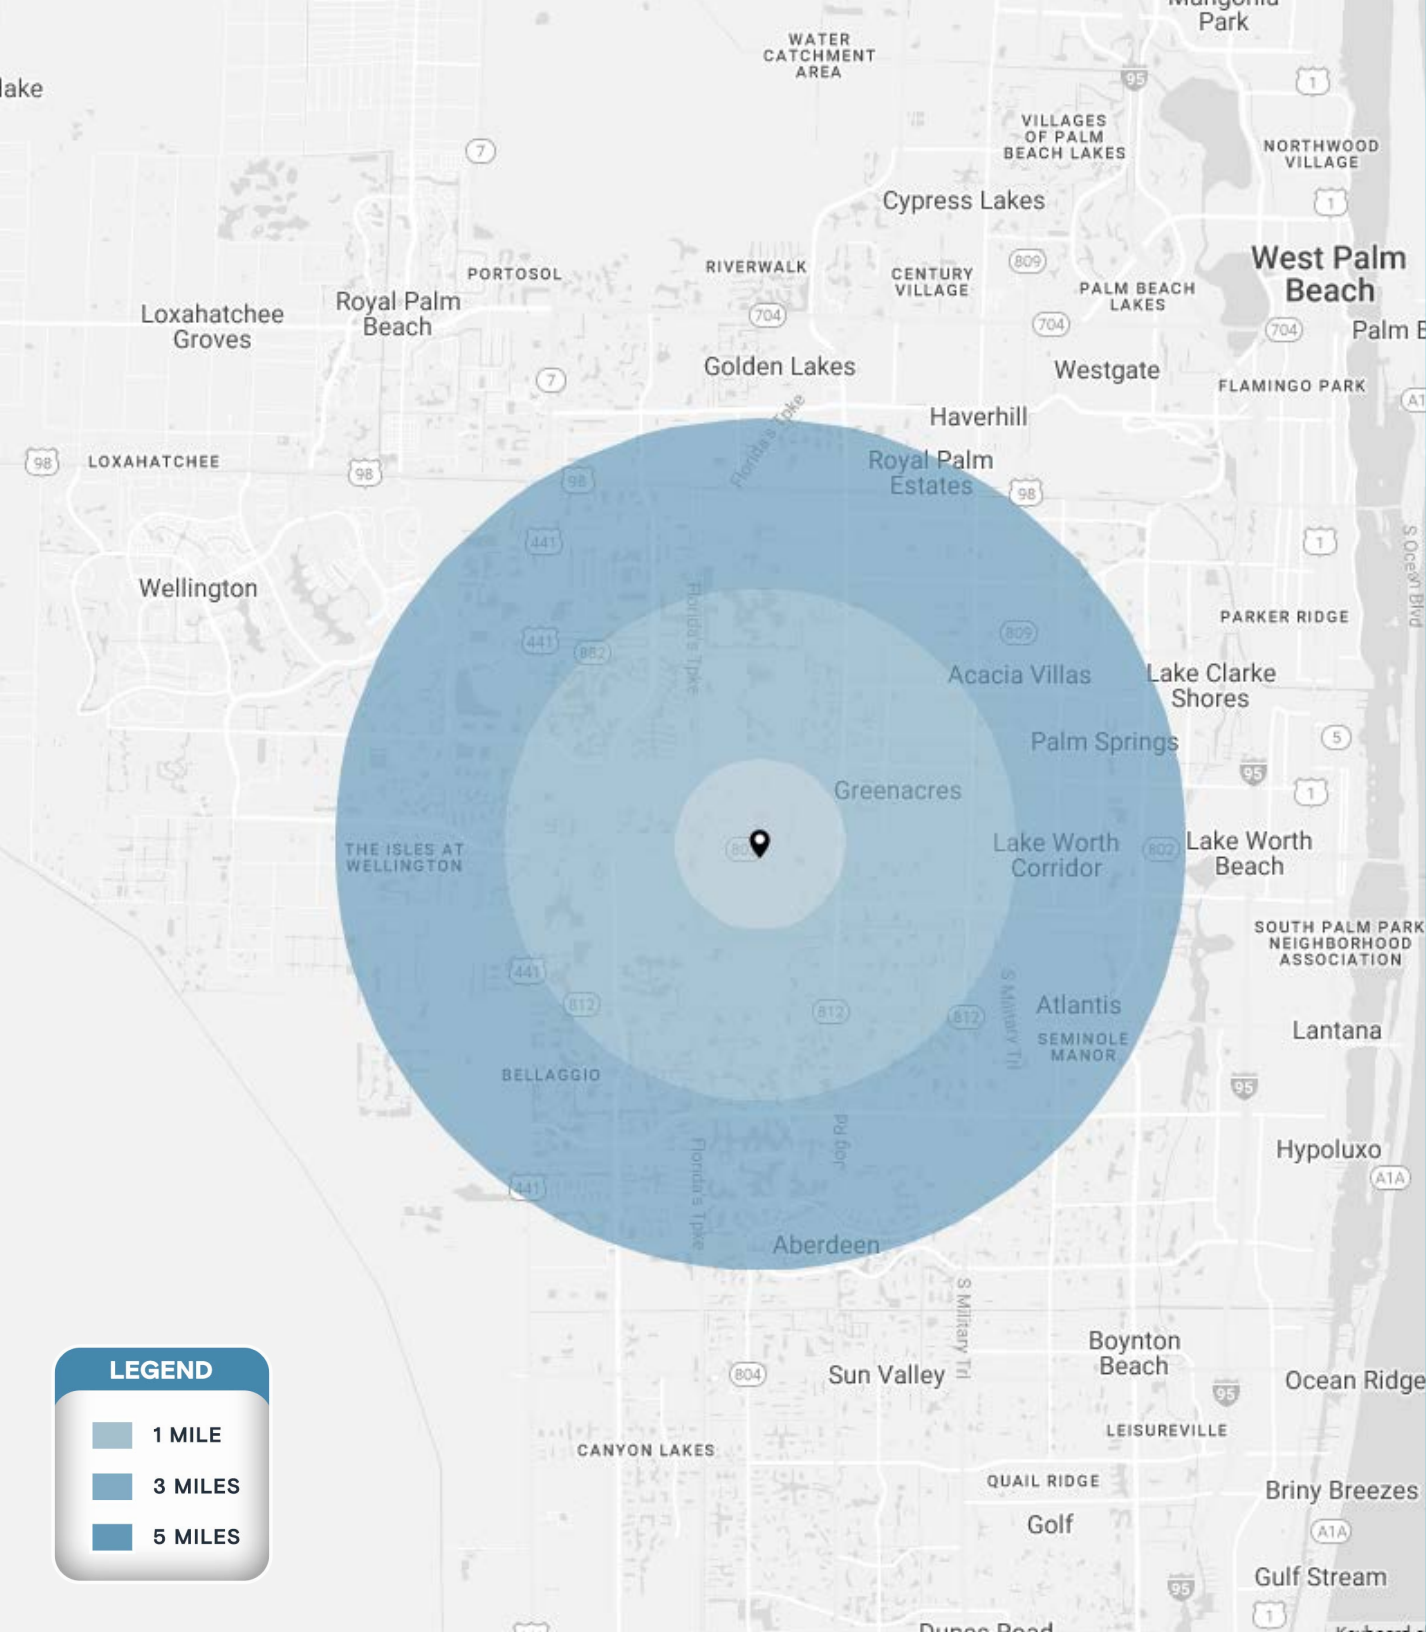 Park
WATER
CATCHMENT
AREA
95
1
lake
VILLAGES
OF PALM
BEACH LAKES
7
NORTHWOOD
VILLAGE
Cypress Lakes
1
West Palm
Beach
PORTOSOL
RIVERWALK
CENTURY
VILLAGE
809
PALM BEACH
LAKES
Loxahatchee
Groves
Royal Palm
Beach
704
704
704
Palm B
Golden Lakes
Westgate
7
FLAMINGO PARK
A1
Florida's Tpke
Haverhill
98
LOXAHATCHEE
98
98
Royal Palm
Estates
98
441
1
S Ocean Blvd
Wellington
Florida's Tpke
PARKER RIDGE
441
882
809
Acacia Villas
Lake Clarke
Shores
Palm Springs
5
95
Greenacres
1
THE ISLES AT
WELLINGTON
Lake Worth
Corridor
802
Lake Worth
Beach
SOUTH PALM PARK
NEIGHBORHOOD
ASSOCIATION
441
812
812
812
S Military Trl
Atlantis
SEMINOLE
MANOR
Lantana
BELLAGGIO
95
Jog Rd
Hypoluxo
A1A
441
Florida's Tpke
Aberdeen
S Military Trl
Boynton
Beach
804
Sun Valley
Ocean Ridge
95
LEISUREVILLE
CANYON LAKES
QUAIL RIDGE
Briny Breezes
Golf
A1A
95
Gulf Stream
1
LEGEND
1 MILE
3 MILES
5 MILES